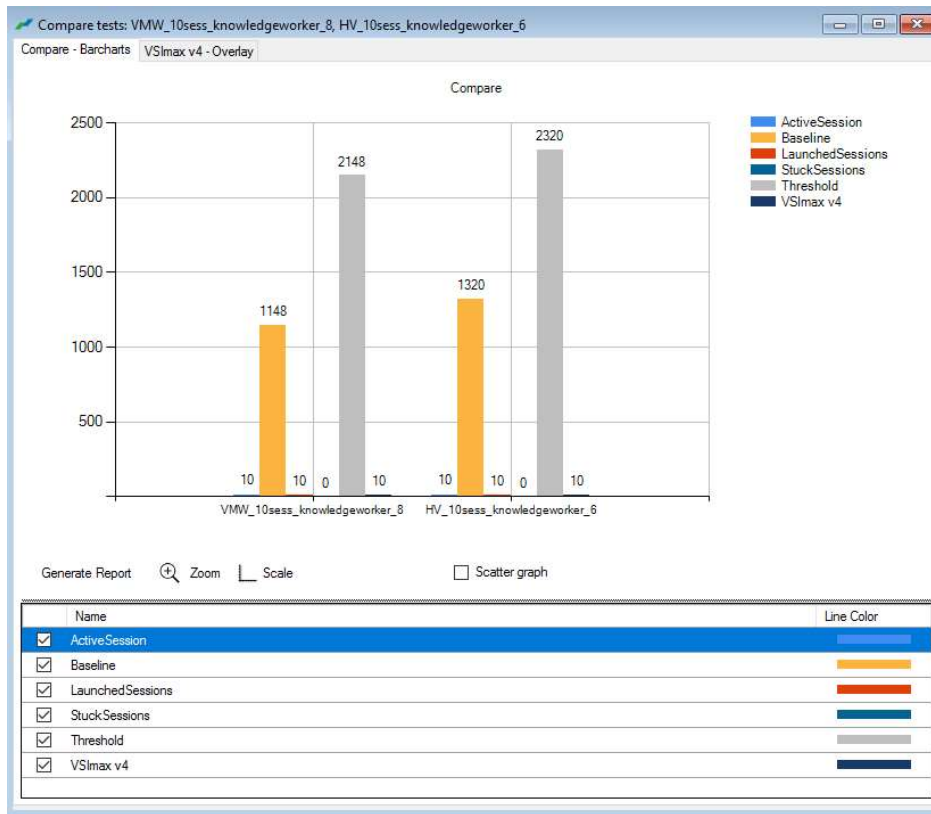 Compare tests: VMW_10sess_knowledgeworker_8, HV_10sess_knowledgeworker_6
Compare - Barcharts VSImax v4 - Overlay
Compare
2500
2000
1500
1000
500
1148
2148
1320
2320
10 10 0 10 10 10 0 10
VMW_10sess_knowledgeworker_8 HV_10sess_knowledgeworker_6
ActiveSession
Baseline
LaunchedSessions
StuckSessions
Threshold
VSImax v4
Generate Report Zoom Scale Scatter graph
Name Line Color
ActiveSession
Baseline
LaunchedSessions
StuckSessions
Threshold
VSImax v4